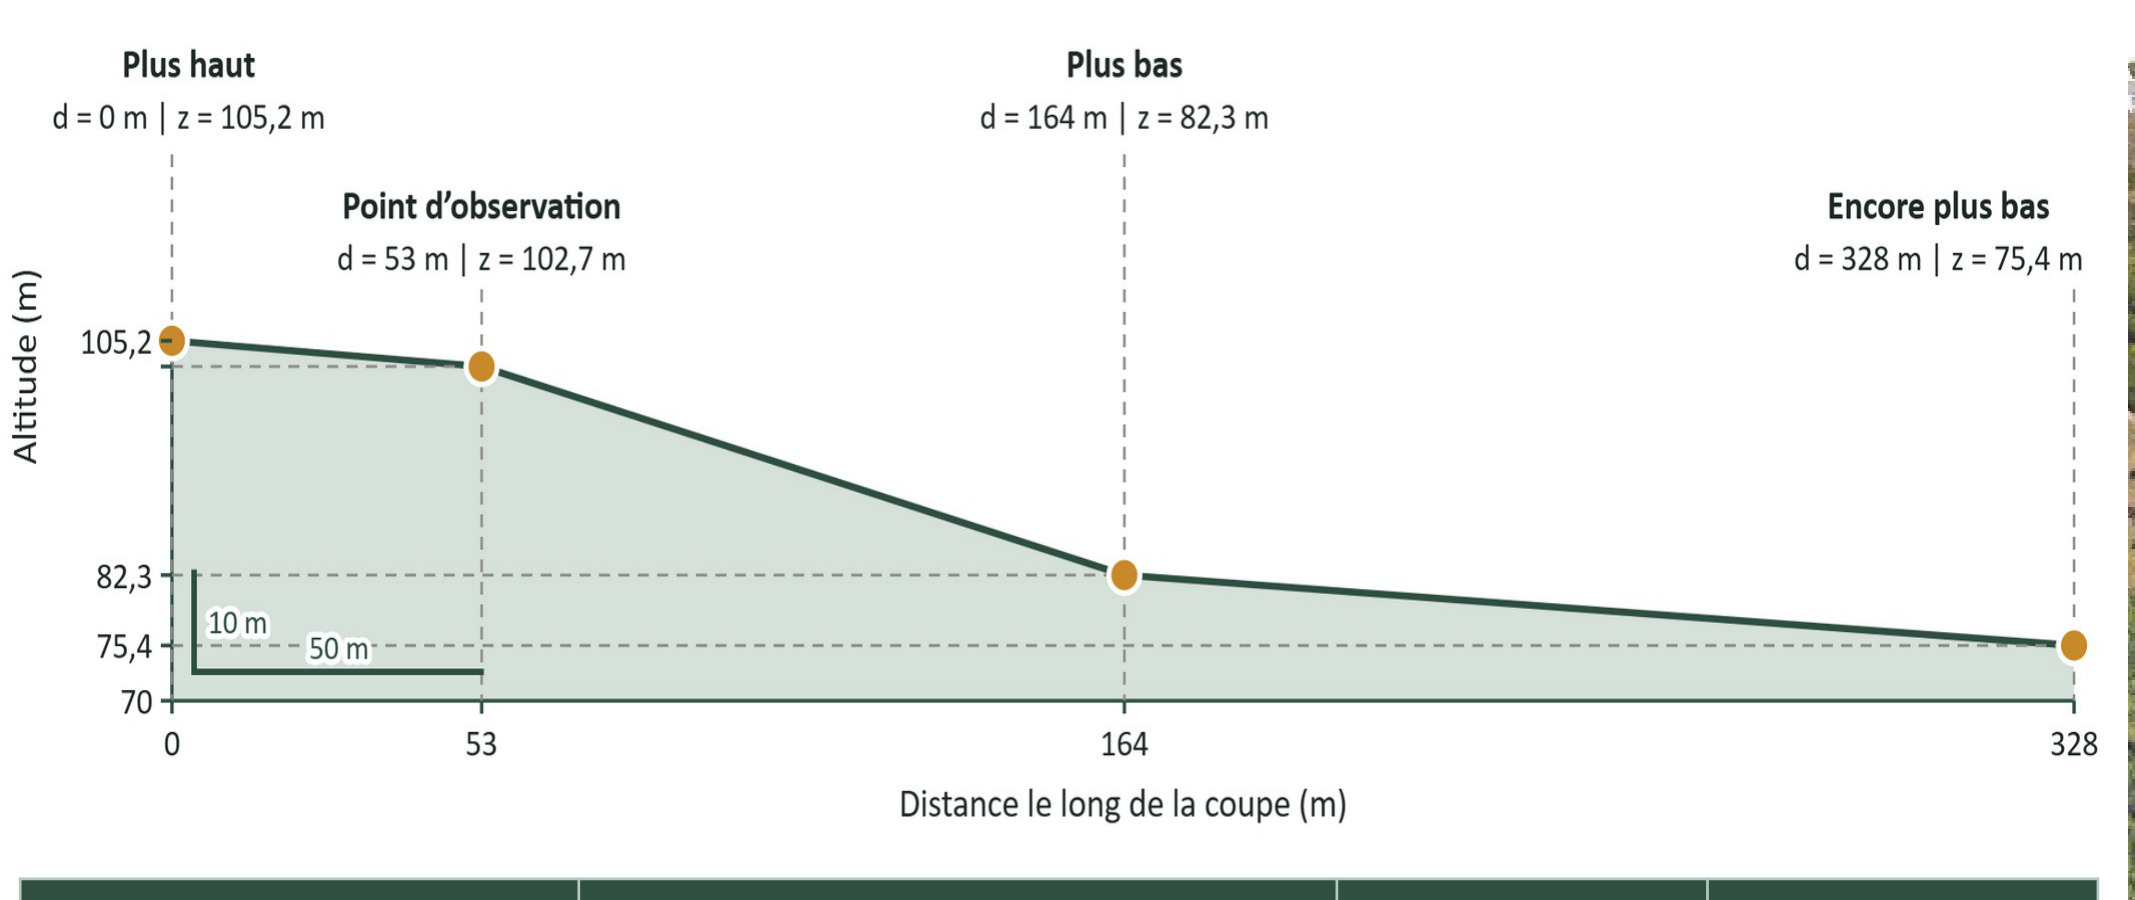 Plus haut
d = 0 m | z = 105,2 m
Plus bas
d = 164 m | z = 82,3 m
Point d’observation
d = 53 m | z = 102,7 m
Encore plus bas
d = 328 m | z = 75,4 m
Altitude (m)
105,2
82,3
75,4
70
10 m
50 m
0
53
164
328
Distance le long de la coupe (m)